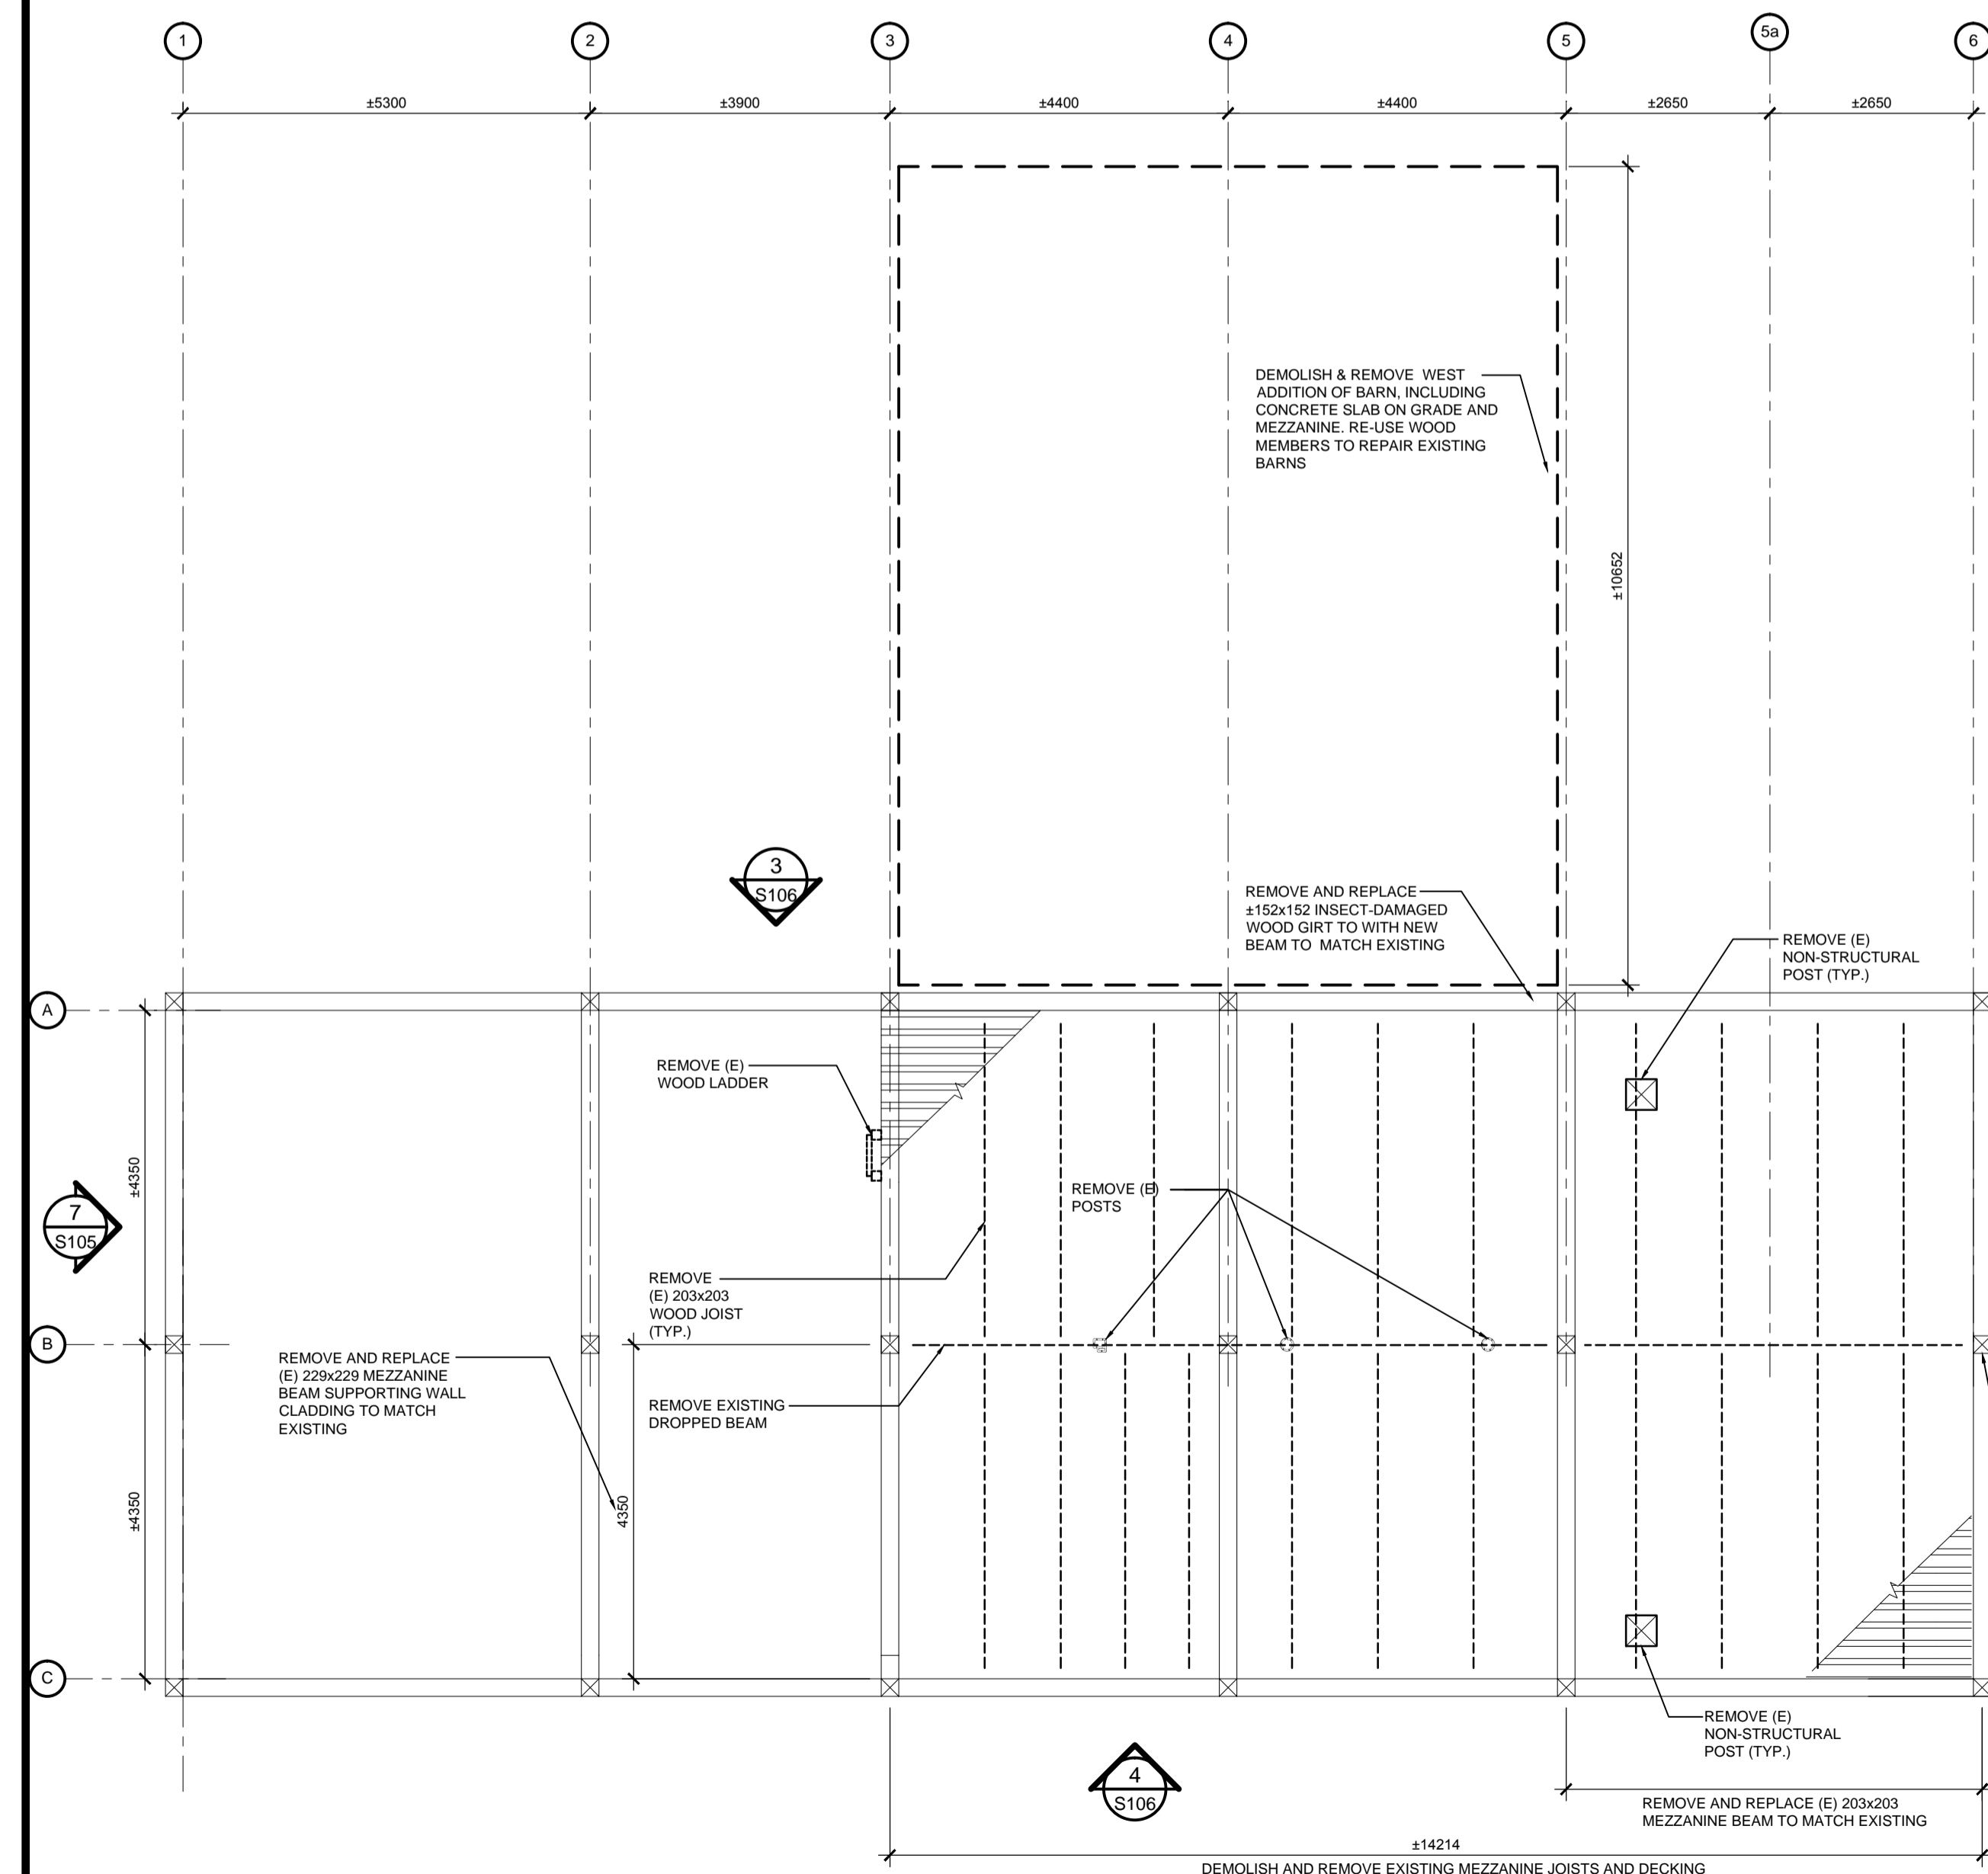 1
2
3
4
5
5a
6
±5300
±3900
±4400
±4400
±2650
±2650
DEMOLISH & REMOVE WEST
ADDITION OF BARN, INCLUDING
CONCRETE SLAB ON GRADE AND
MEZZANINE. RE-USE WOOD
MEMBERS TO REPAIR EXISTING
BARNS
±10652
3
S106
REMOVE AND REPLACE
±152x152 INSECT-DAMAGED
WOOD GIRT TO WITH NEW
BEAM TO MATCH EXISTING
REMOVE (E)
NON-STRUCTURAL
POST (TYP.)
A
REMOVE (E)
WOOD LADDER
±4350
7
S105
REMOVE (E)
POSTS
REMOVE
(E) 203x203
WOOD JOIST
(TYP.)
B
REMOVE AND REPLACE
(E) 229x229 MEZZANINE
BEAM SUPPORTING WALL
CLADDING TO MATCH
EXISTING
REMOVE EXISTING
DROPPED BEAM
±4350
4350
C
REMOVE (E)
NON-STRUCTURAL
POST (TYP.)
4
S106
REMOVE AND REPLACE (E) 203x203
MEZZANINE BEAM TO MATCH EXISTING
±14214
DEMOLISH AND REMOVE EXISTING MEZZANINE JOISTS AND DECKING